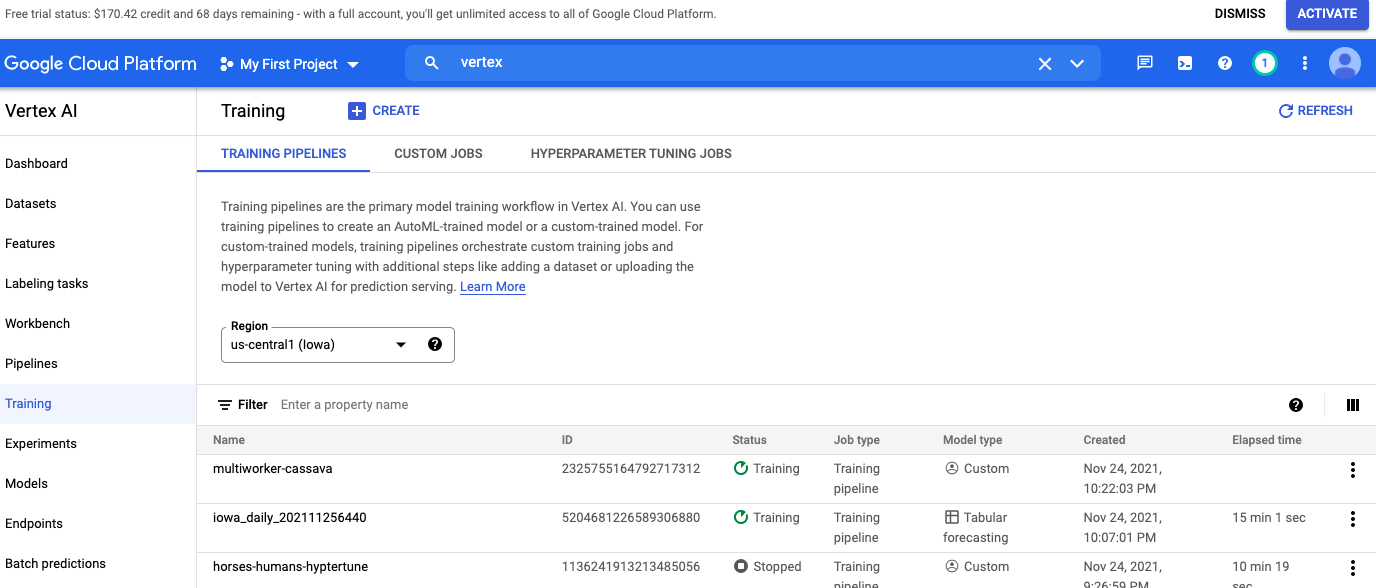 Free trial status: $170.42 credit and 68 days remaining - with a full account, you'll get unlimited access to all of Google Cloud Platform.
DISMISS
ACTIVATE
Google Cloud Platform
My First Project
vertex
1
Vertex AI
Training
CREATE
REFRESH
Dashboard
Datasets
Features
Labeling tasks
Workbench
Pipelines
Training
Experiments
Models
Endpoints
Batch predictions
TRAINING PIPELINES
CUSTOM JOBS
HYPERPARAMETER TUNING JOBS
Training pipelines are the primary model training workflow in Vertex AI. You can use
training pipelines to create an AutoML-trained model or a custom-trained model. For
custom-trained models, training pipelines orchestrate custom training jobs and
hyperparameter tuning with additional steps like adding a dataset or uploading the
model to Vertex AI for prediction serving. Learn More
Region
us-central1 (Iowa)
Filter Enter a property name
Name ID Status Job type Model type Created Elapsed time
multiworker-cassava 2325755164792717312 Training Training Custom Nov 24, 2021,
pipeline 10:22:03 PM
iowa_daily_202111256440 5204681226589306880 Training Training Tabular Nov 24, 2021, 15 min 1 sec
pipeline forecasting 10:07:01 PM
horses-humans-hyptertune 1136241913213485056 Stopped Training Custom Nov 24, 2021, 10 min 19
pipeline 9:26:59 PM sec